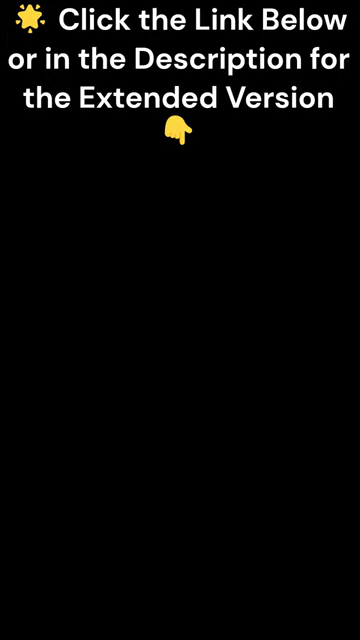 🌟 Click the Link Below
or in the Description for
the Extended Version
👇